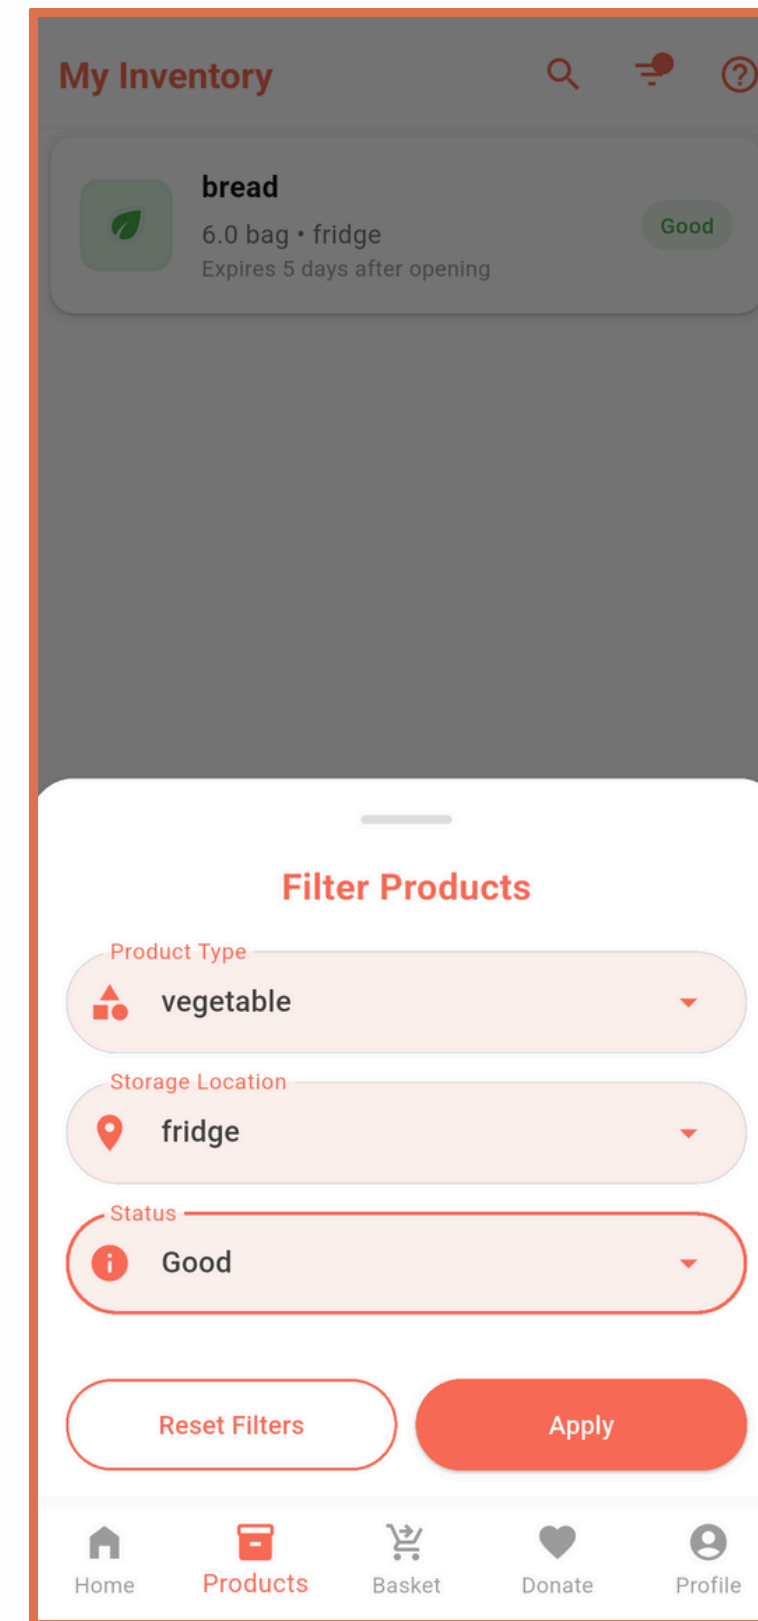 My Inventory
bread
6.0 bag • fridge
Expires 5 days after opening
Good
Filter Products
Product Type
vegetable
Storage Location
fridge
Status
Good
Reset Filters
Apply
Home
Products
Basket
Donate
Profile